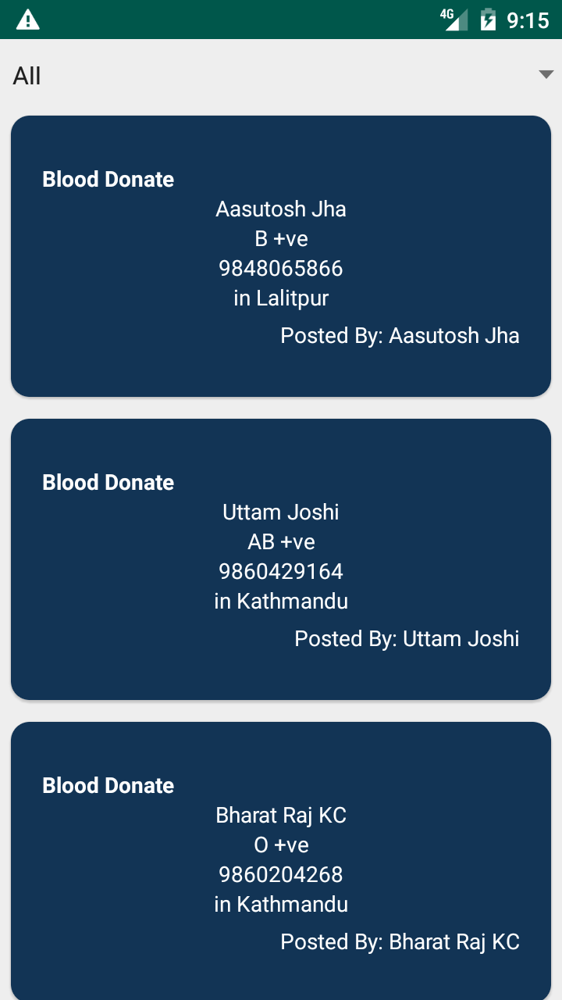 4G 9:15
All
Blood Donate
Aasutosh Jha
B +ve
9848065866
in Lalitpur
Posted By: Aasutosh Jha
Blood Donate
Uttam Joshi
AB +ve
9860429164
in Kathmandu
Posted By: Uttam Joshi
Blood Donate
Bharat Raj KC
O +ve
9860204268
in Kathmandu
Posted By: Bharat Raj KC